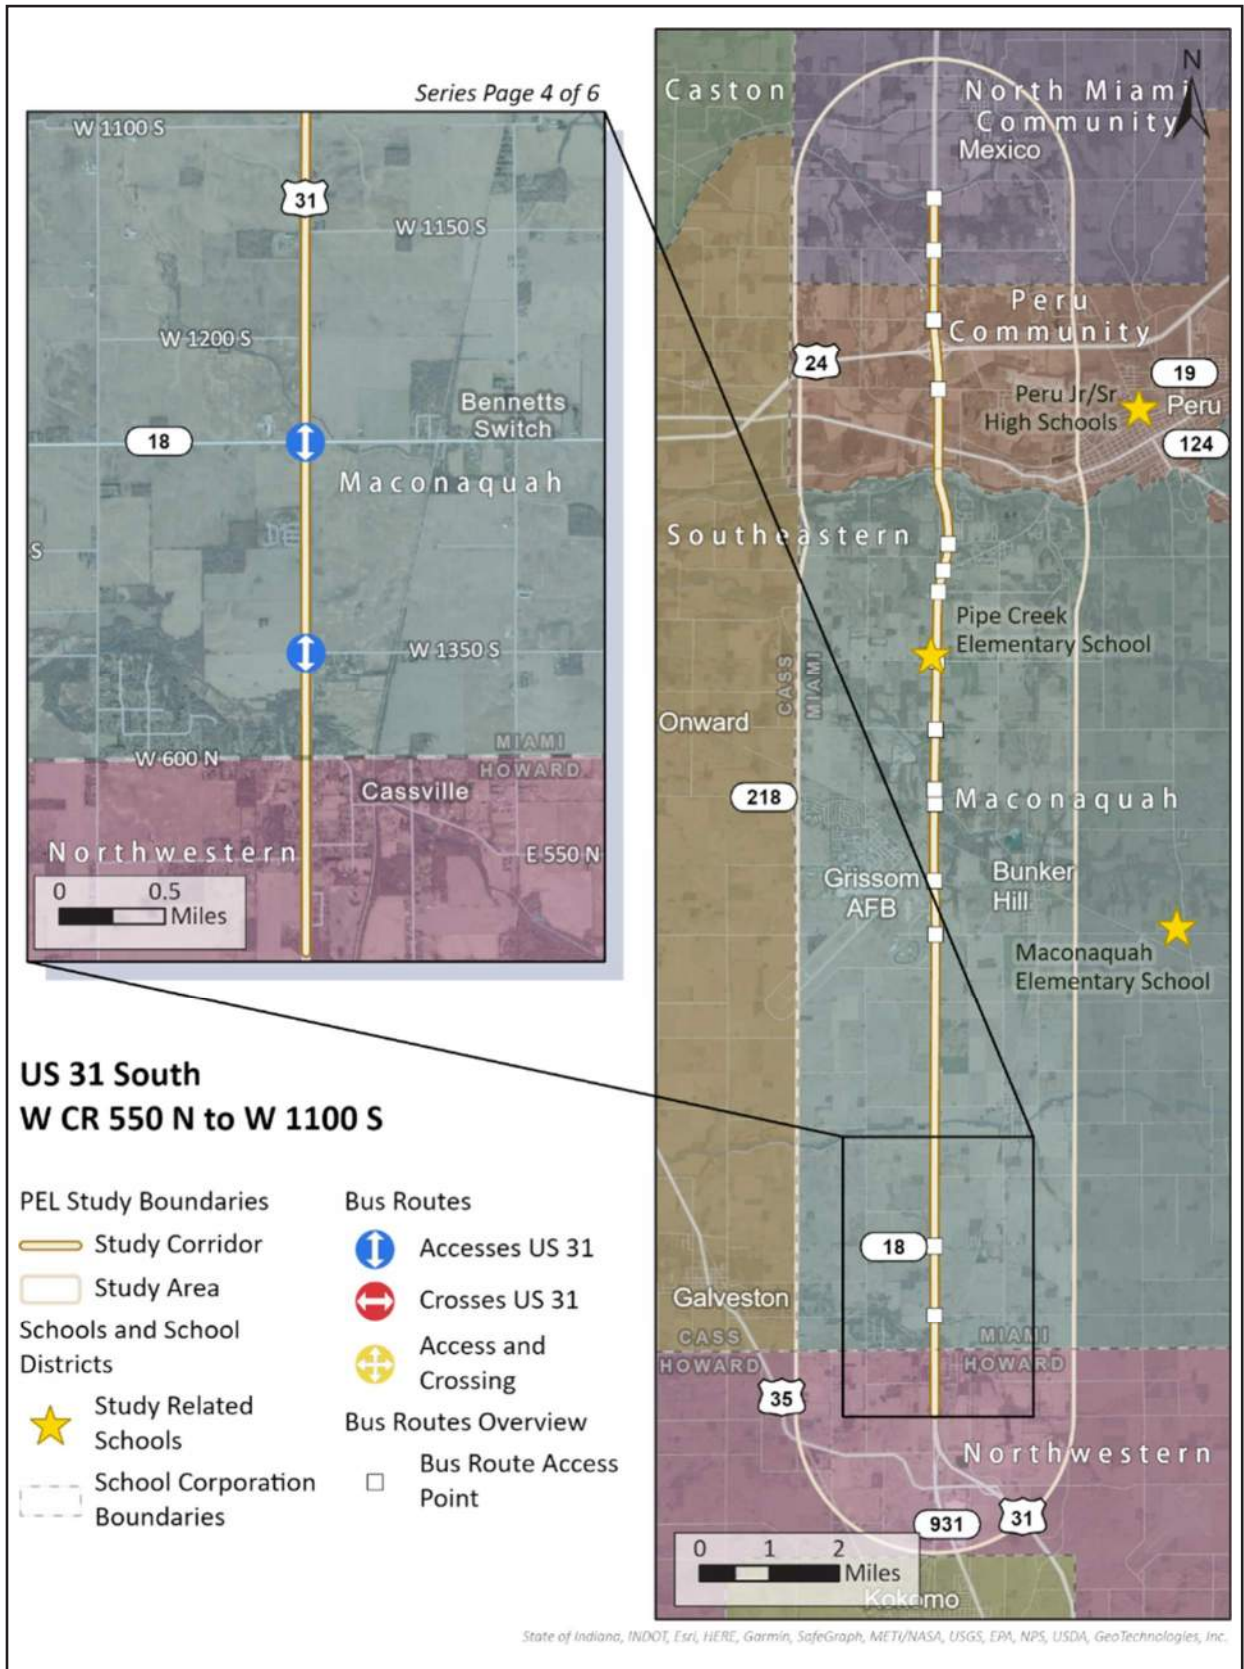 Series Page 4 of 6
W 1100 S
31
W 1150 S
W 1200 S
Bennetts
Switch
18
Maconaquah
S
W 1350 S
W 600 N
MIAMI
HOWARD
Cassville
Northwestern
E 550 N
0 0.5
Miles
US 31 South
W CR 550 N to W 1100 S
PEL Study Boundaries
Study Corridor
Study Area
Schools and School
Districts
Study Related
Schools
School Corporation
Boundaries
Bus Routes
Accesses US 31
Crosses US 31
Access and
Crossing
Bus Routes Overview
Bus Route Access
Point
N
Caston
North Miami
Community
Mexico
Peru
Community
24
19
Peru Jr/Sr
High Schools
Peru
124
Southeastern
Pipe Creek
Elementary School
CASS
MIAMI
Onward
218
Maconaquah
Grissom
AFB
Bunker
Hill
Maconaquah
Elementary School
18
Galveston
CASS
HOWARD
MIAMI
HOWARD
35
Northwestern
931
31
0 1 2
Miles
Kokomo
State of Indiana, INDOT, Esri, HERE, Garmin, SafeGraph, METI/NASA, USGS, EPA, NPS, USDA, GeoTechnologies, Inc.